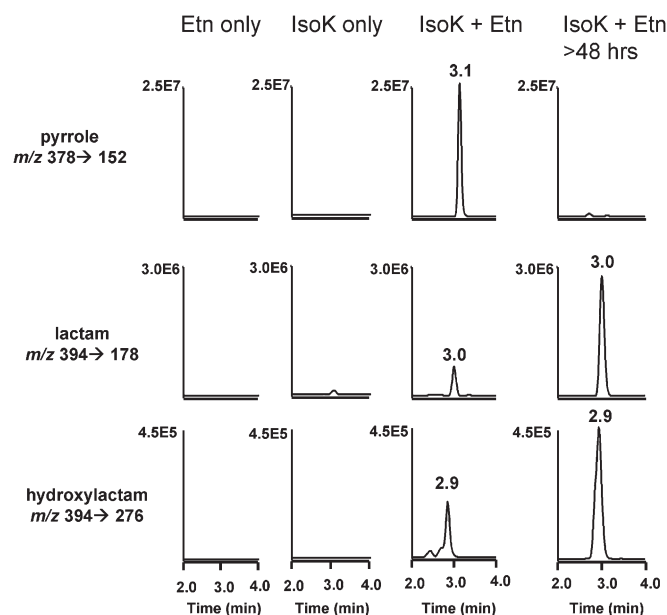 Etn only IsoK only IsoK + Etn IsoK + Etn
>48 hrs
3.1
2.5E7 2.5E7 2.5E7 2.5E7
pyrrole
m/z 378→ 152
3.0E6 3.0E6 3.0E6 3.0E6
3.0
lactam
m/z 394→ 178
3.0
4.5E5 4.5E5 4.5E5 4.5E5
2.9
hydroxylactam
m/z 394→ 276
2.9
2.0 3.0 4.0 2.0 3.0 4.0 2.0 3.0 4.0 2.0 3.0 4.0
Time (min) Time (min) Time (min) Time (min)